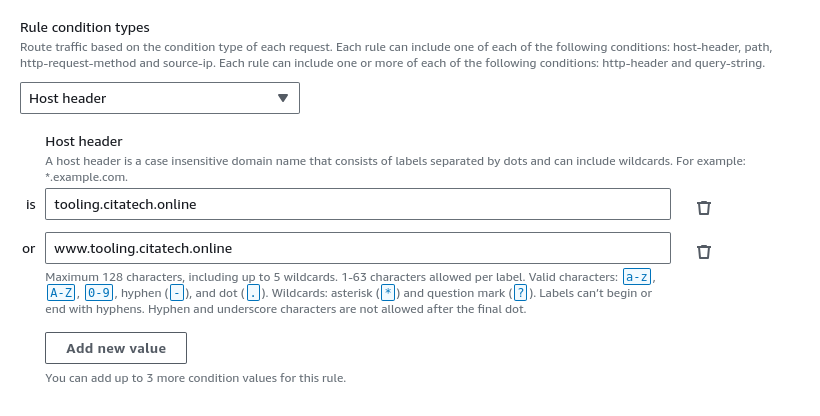 Rule condition types
Route traffic based on the condition type of each request. Each rule can include one of each of the following conditions: host-header, path,
http-request-method and source-ip. Each rule can include one or more of each of the following conditions: http-header and query-string.
Host header
Host header
A host header is a case insensitive domain name that consists of labels separated by dots and can include wildcards. For example:
*.example.com.
is tooling.citatech.online
or www.tooling.citatech.online
Maximum 128 characters, including up to 5 wildcards. 1-63 characters allowed per label. Valid characters: a-z,
A-Z, 0-9, hyphen (-), and dot (.). Wildcards: asterisk (*) and question mark (?). Labels can't begin or
end with hyphens. Hyphen and underscore characters are not allowed after the final dot.
Add new value
You can add up to 3 more condition values for this rule.